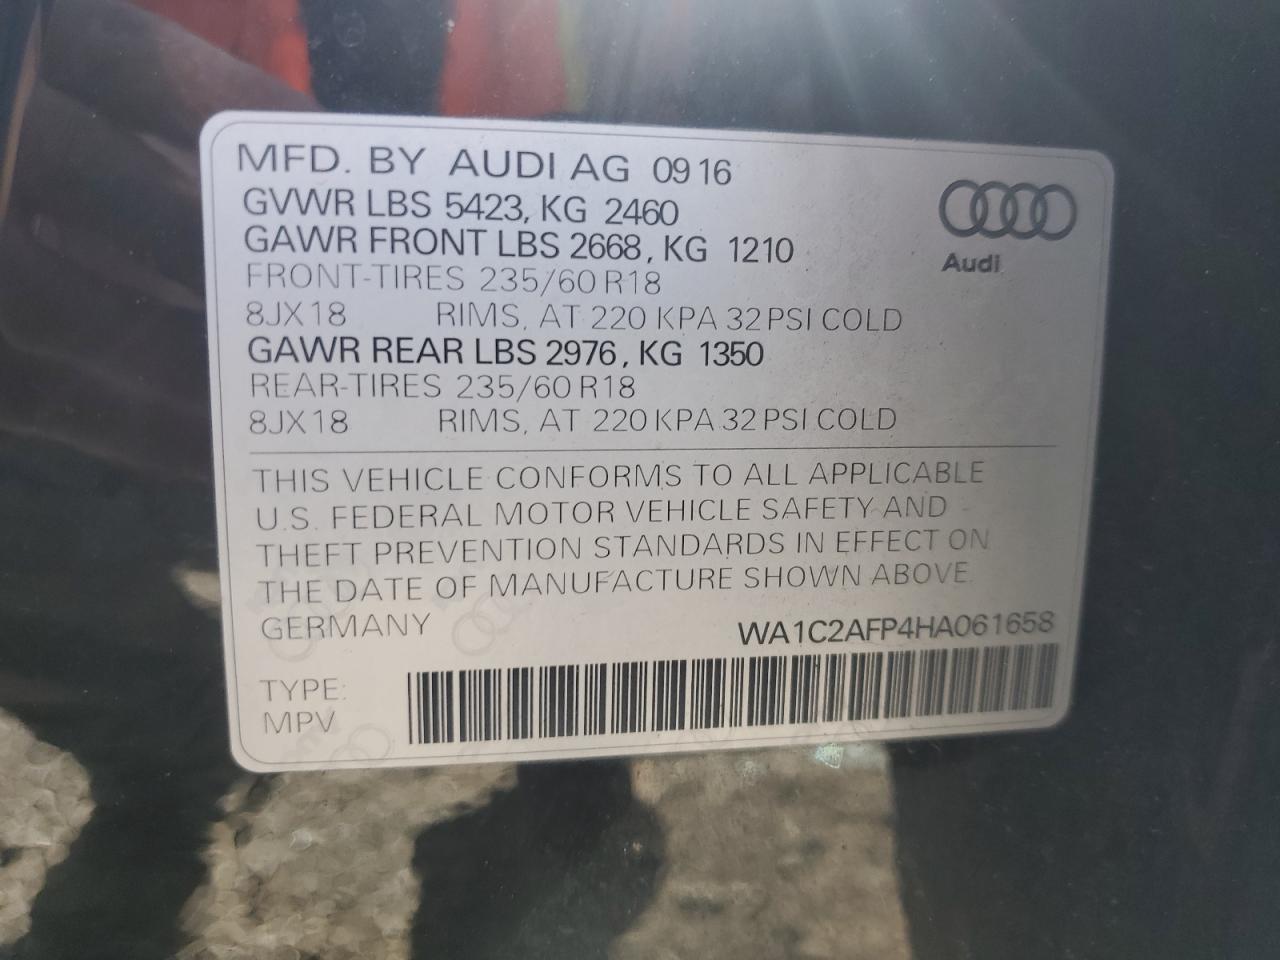 MFD. BY AUDI AG 0916
GVWR LBS 5423, KG 2460
GAWR FRONT LBS 2668, KG 1210
FRONT-TIRES 235/60 R18
8JX18 RIMS, AT 220 KPA 32 PSI COLD
GAWR REAR LBS 2976, KG 1350
REAR-TIRES 235/60 R18
8JX18 RIMS, AT 220 KPA 32 PSI COLD
Audi
THIS VEHICLE CONFORMS TO ALL APPLICABLE
U.S. FEDERAL MOTOR VEHICLE SAFETY AND
THEFT PREVENTION STANDARDS IN EFFECT ON
THE DATE OF MANUFACTURE SHOWN ABOVE.
GERMANY
WA1C2AFP4HA061658
TYPE:
MPV